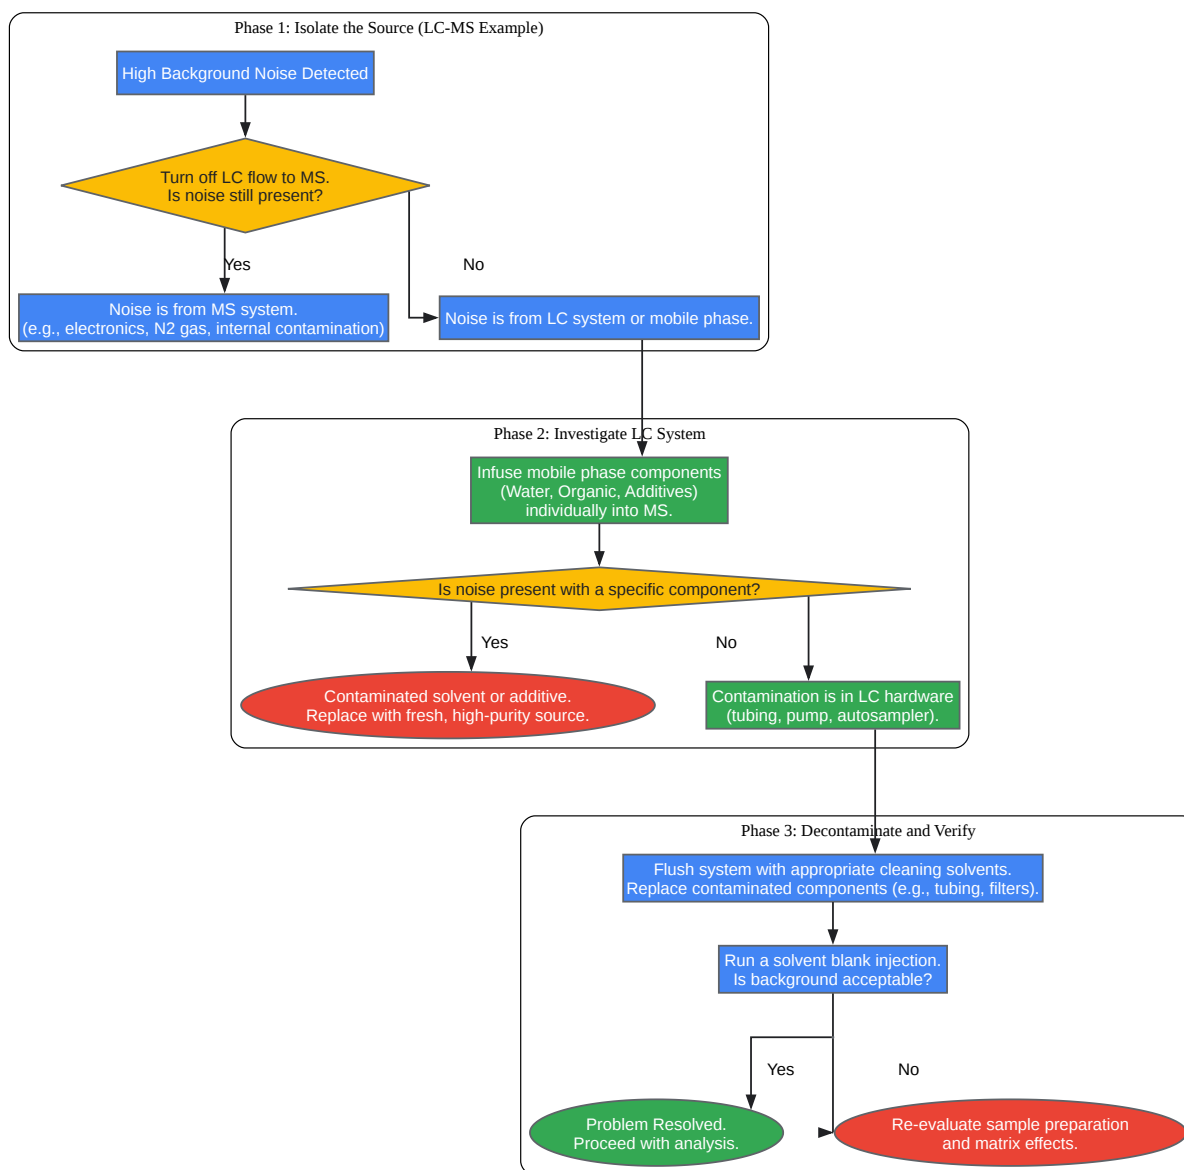 Phase 1: Isolate the Source (LC-MS Example)
High Background Noise Detected
Turn off LC flow to MS.
Is noise still present?
Yes
No
Noise is from MS system.
(e.g., electronics, N2 gas, internal contamination)
Noise is from LC system or mobile phase.
Phase 2: Investigate LC System
Infuse mobile phase components
(Water, Organic, Additives)
individually into MS.
Is noise present with a specific component?
Yes
No
Contaminated solvent or additive.
Replace with fresh, high-purity source.
Contamination is in LC hardware
(tubing, pump, autosampler).
Phase 3: Decontaminate and Verify
Flush system with appropriate cleaning solvents.
Replace contaminated components (e.g., tubing, filters).
Run a solvent blank injection.
Is background acceptable?
Yes
No
Problem Resolved.
Proceed with analysis.
Re-evaluate sample preparation
and matrix effects.